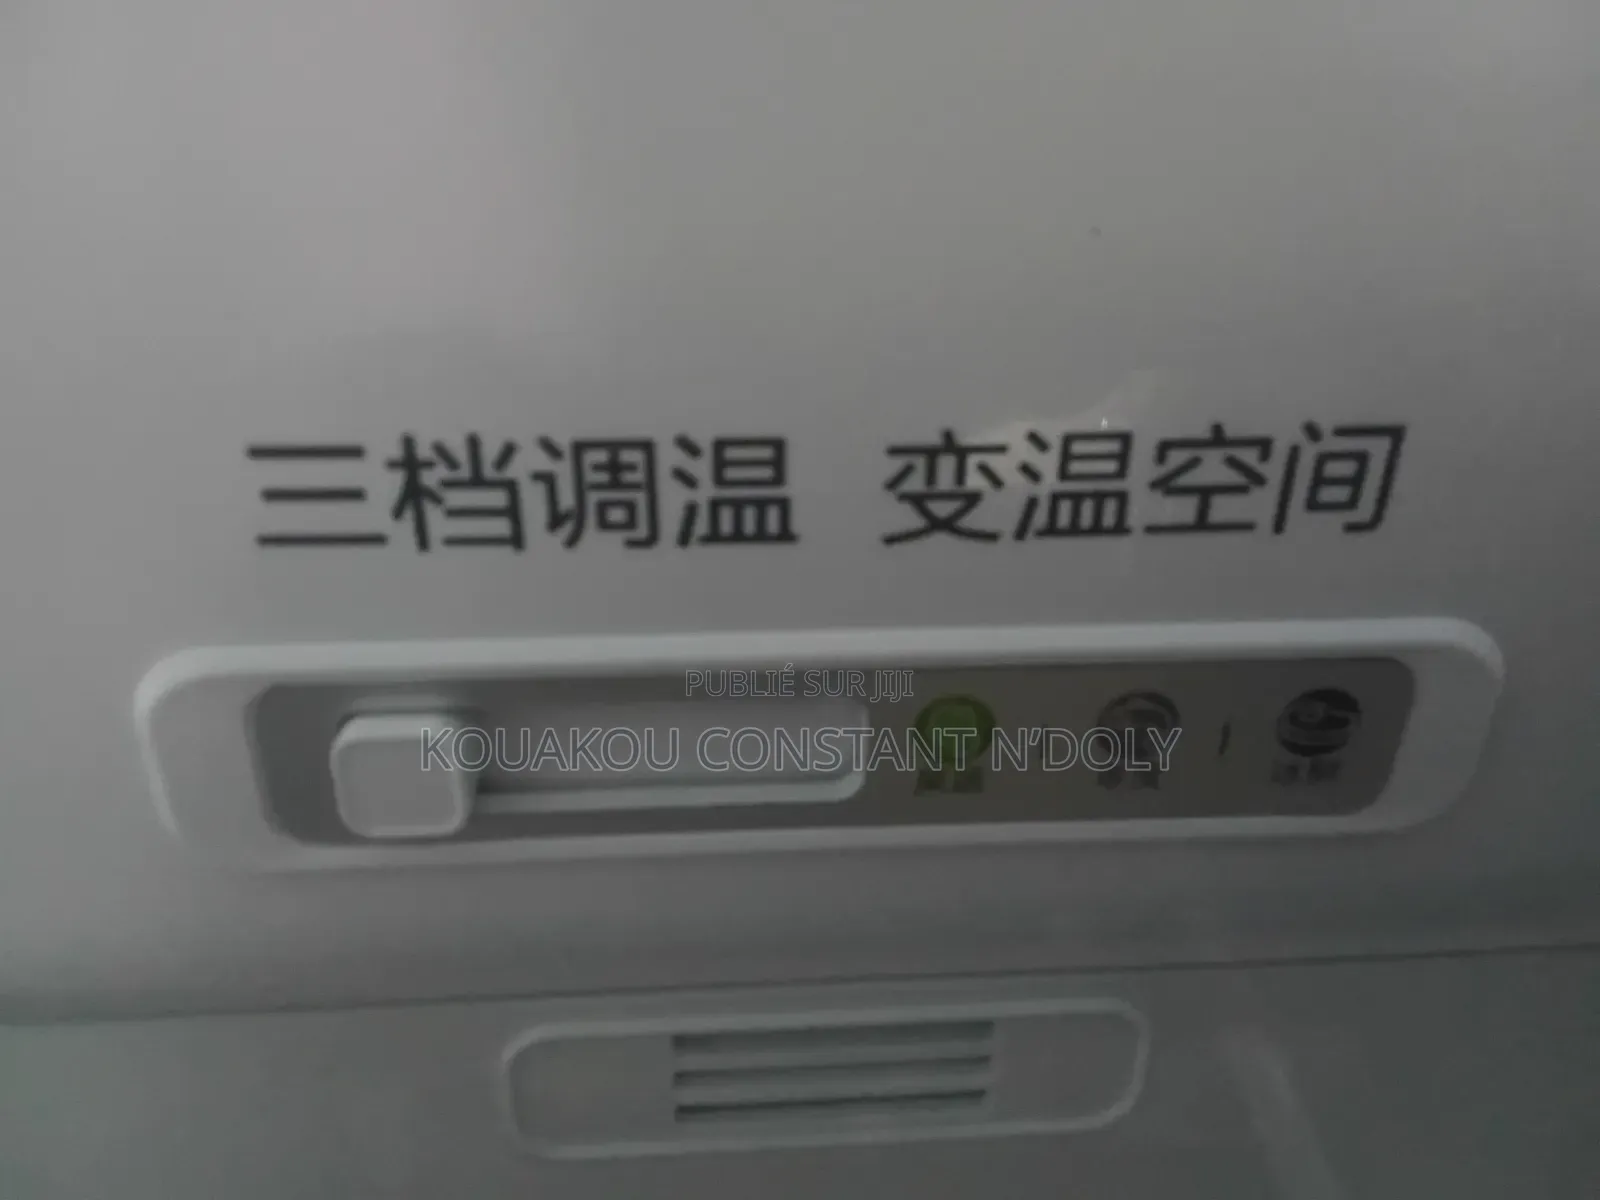 三档调温 变温空间
PUBLIÉ SUR JIJI
KOUAKOU CONSTANT N'DOLY